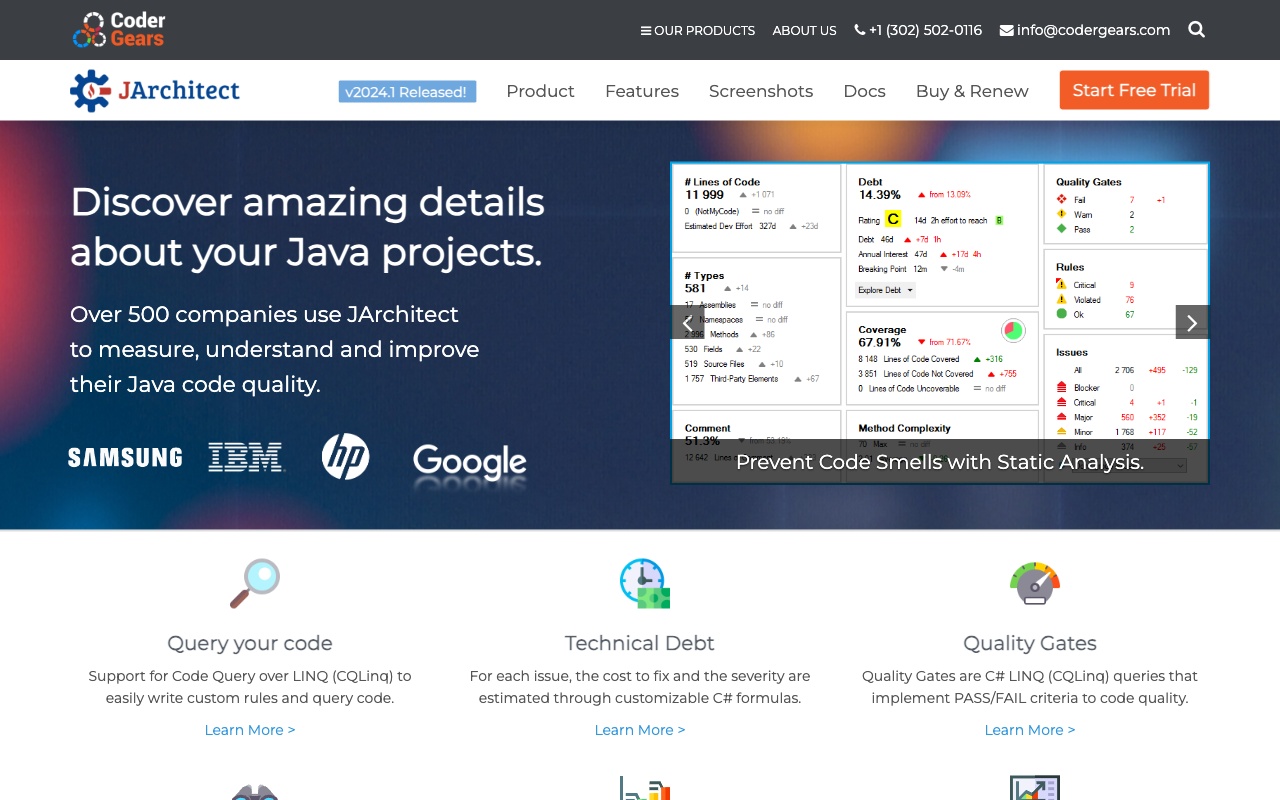 Coder
Gears
OUR PRODUCTS ABOUT US +1 (302) 502-0116 info@codergears.com
JArchitect
v2024.1 Released! Product Features Screenshots Docs Buy & Renew Start Free Trial
Discover amazing details
about your Java projects.
Over 500 companies use JArchitect
to measure, understand and improve
their Java code quality.
SAMSUNG IBM hp Google
# Lines of Code
11 999 +1 071
0 (NotMyCode) no diff
Estimated Dev Effort 327d +23d
# Types
581 +14
17 Assemblies no diff
Namespaces no diff
2 996 Methods +86
530 Fields +22
519 Source Files +10
1 757 Third-Party Elements +67
Comment
51.3%
12 642
Debt
14.39% from 13.09%
Rating C 14d 2h effort to reach B
Debt 46d +7d 1h
Annual Interest 47d +17d 4h
Breaking Point 12m -4m
Explore Debt
Coverage
67.91% from 71.67%
8 148 Lines of Code Covered +316
3 851 Lines of Code Not Covered +755
0 Lines of Code Uncoverable no diff
Method Complexity
70 Max no diff
Quality Gates
Fail 7 +1
Warn 2
Pass 2
Rules
Critical 9
Violated 76
Ok 67
Issues
All 2 706 +495 -129
Blocker 0
Critical 4 +1 -1
Major 560 +352 -19
Minor 1 768 +117 -52
Info 374 +25 -57
Prevent Code Smells with Static Analysis.
Query your code
Support for Code Query over LINQ (CQLinq) to
easily write custom rules and query code.
Learn More >
Technical Debt
For each issue, the cost to fix and the severity are
estimated through customizable C# formulas.
Learn More >
Quality Gates
Quality Gates are C# LINQ (CQLinq) queries that
implement PASS/FAIL criteria to code quality.
Learn More >